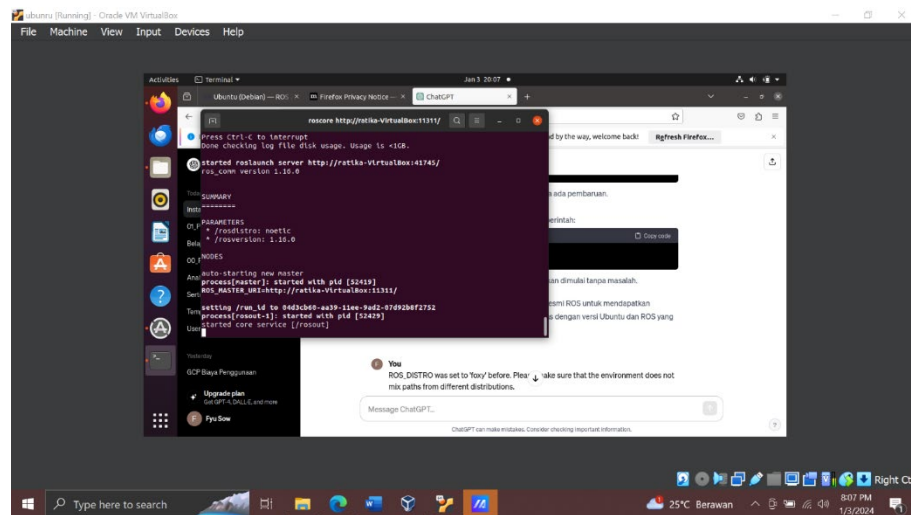 ubunru [Running] - Oracle VM VirtualBox
File Machine View Input Devices Help
Activities Terminal Jan 3 20:07
Ubuntu (Debian) — ROS Firefox Privacy Notice — ChatGPT
roscore http://ratika-VirtualBox:11311/
Press Ctrl-C to interrupt
Done checking log file disk usage. Usage is <1GB.
started roslaunch server http://ratika-VirtualBox:41745/
ros_comm version 1.16.0
SUMMARY
========
PARAMETERS
* /rosdistro: noetic
* /rosversion: 1.16.0
NODES
auto-starting new master
process[master]: started with pid [52419]
ROS_MASTER_URI=http://ratika-VirtualBox:11311/
setting /run_id to 04d3cb60-aa39-11ee-9ad2-07d92b8f2752
process[rosout-1]: started with pid [52429]
started core service [/rosout]
d by the way, welcome back! Refresh Firefox...
a ada pembaruan.
erintah:
Copy code
an dimulai tanpa masalah.
esmi ROS untuk mendapatkan
dengan versi Ubuntu dan ROS yang
Yesterday
GCP Biaya Penggunaan
Upgrade plan
Get GPT-4, DALL·E, and more
Fyu Sow
You
ROS_DISTRO was set to 'foxy' before. Please make sure that the environment does not
mix paths from different distributions.
Message ChatGPT...
ChatGPT can make mistakes. Consider checking important information.
Right Ct
Type here to search
25°C Berawan
8:07 PM
1/3/2024